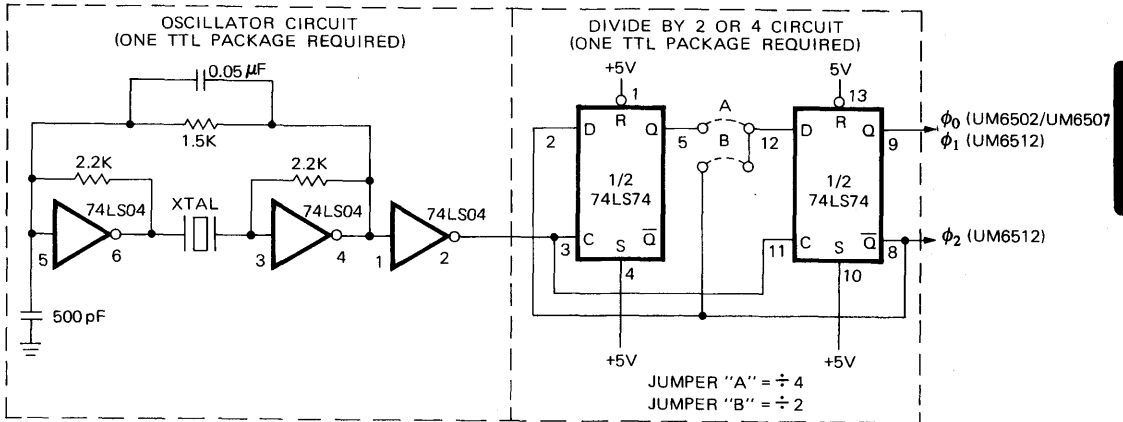 OSCILLATOR CIRCUIT
(ONE TTL PACKAGE REQUIRED)
0.05 µF
1.5K
2.2K
2.2K
XTAL
74LS04
74LS04
74LS04
5
6
3
4
1
2
500 pF
DIVIDE BY 2 OR 4 CIRCUIT
(ONE TTL PACKAGE REQUIRED)
+5V
5V
1
13
R
R
A
B
2
D
Q
5
12
D
Q
9
1/2
74LS74
1/2
74LS74
3
C
S
Q̅
4
11
C
S
Q̅
8
10
+5V
+5V
ϕ0 (UM6502/UM6507
ϕ1 (UM6512)
ϕ2 (UM6512)
JUMPER "A" = ÷ 4
JUMPER "B" = ÷ 2